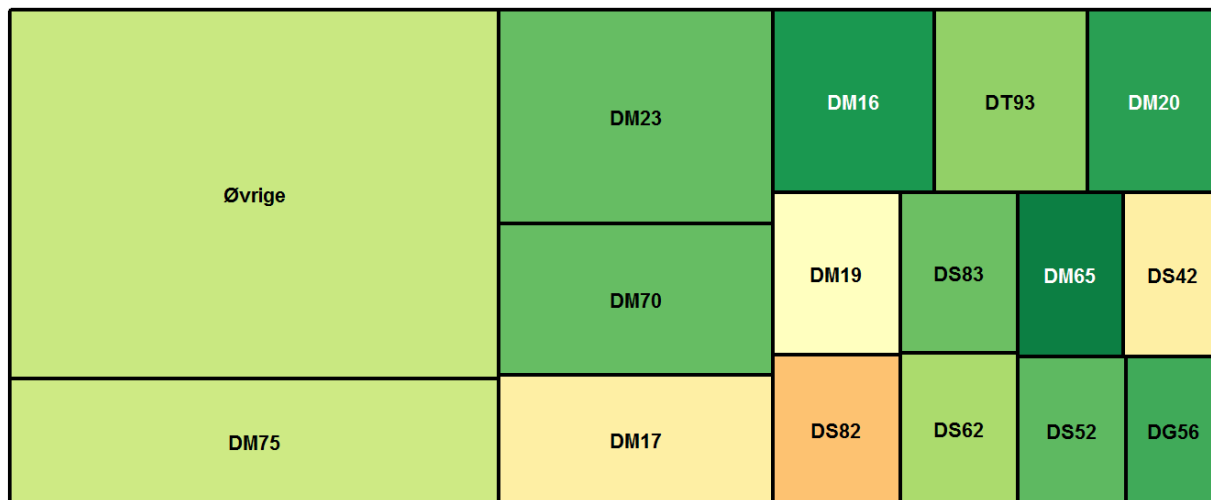 Øvrige
DM75
DM23
DM70
DM17
DM16
DT93
DM20
DM19
DS83
DM65
DS42
DS82
DS62
DS52
DG56